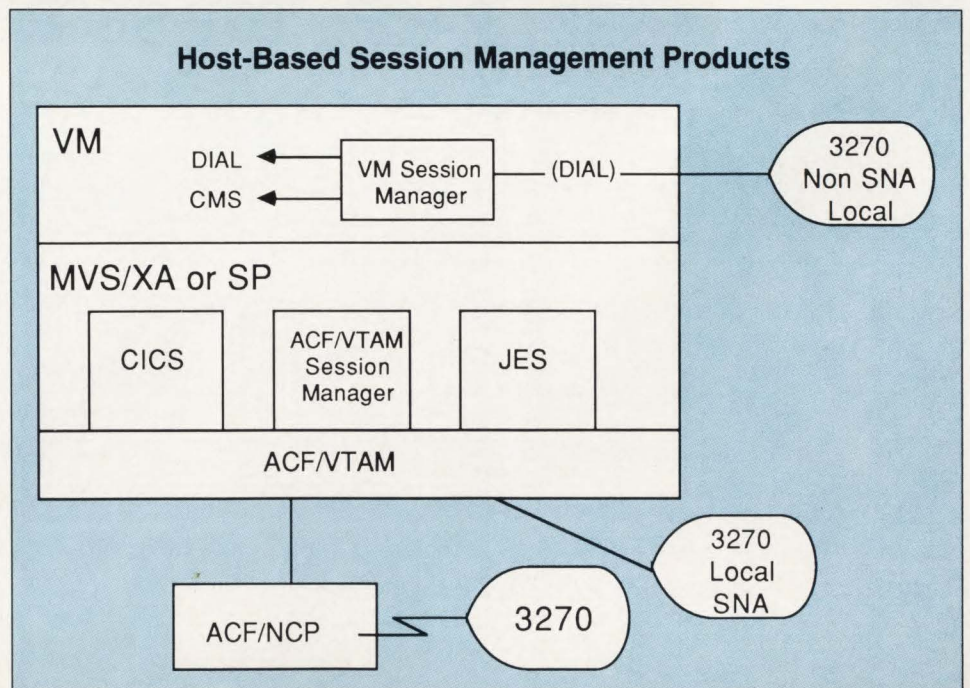 Host-Based Session Management Products
VM
DIAL
CMS
VM Session
Manager
(DIAL)
3270
Non SNA
Local
MVS/XA or SP
CICS
ACF/VTAM
Session
Manager
JES
ACF/VTAM
3270
Local
SNA
ACF/NCP
3270